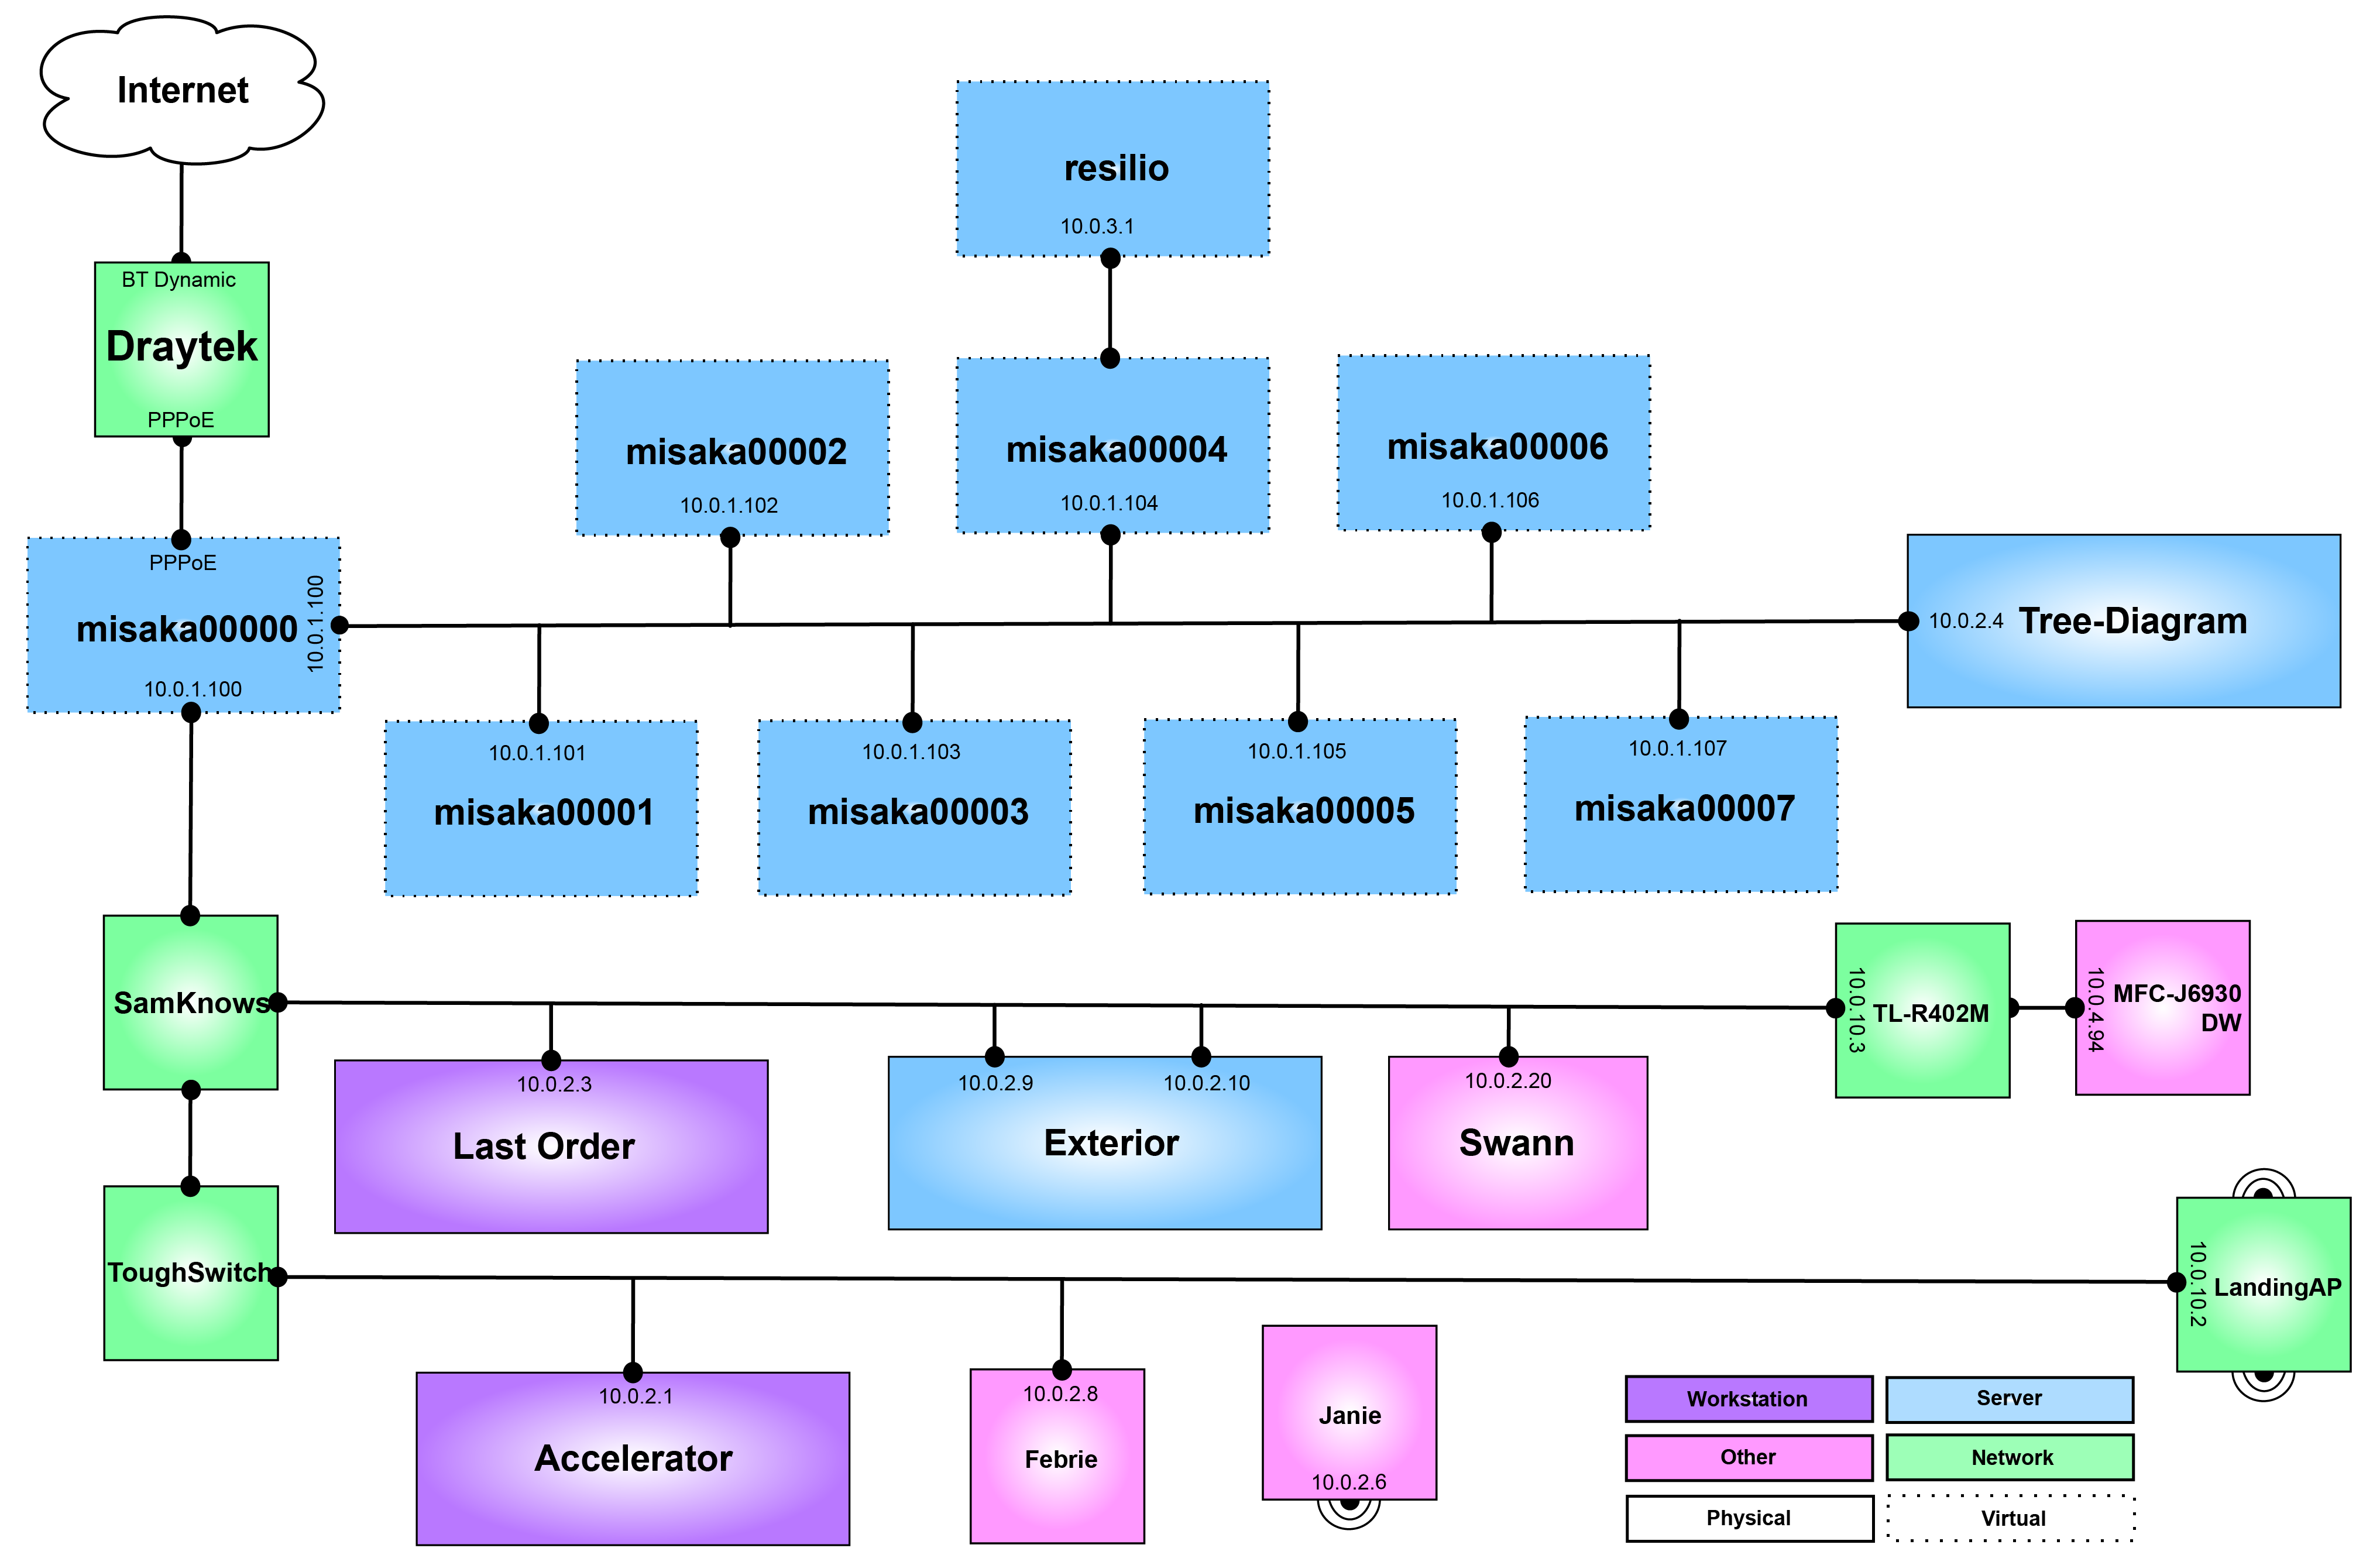 Internet
BT Dynamic
Draytek
PPPoE
resilio
10.0.3.1
misaka00002
10.0.1.102
misaka00004
10.0.1.104
misaka00006
10.0.1.106
PPPoE
misaka00000
10.0.1.100
10.0.1.100
10.0.2.4
Tree-Diagram
10.0.1.101
misaka00001
10.0.1.103
misaka00003
10.0.1.105
misaka00005
10.0.1.107
misaka00007
SamKnows
10.0.2.3
Last Order
10.0.2.9
10.0.2.10
Exterior
10.0.2.20
Swann
10.0.10.3
TL-R402M
10.0.4.94
MFC-J6930
DW
ToughSwitch
10.0.2.1
Accelerator
10.0.2.8
Febrie
Janie
10.0.2.6
10.0.10.2
LandingAP
Workstation
Server
Other
Network
Physical
Virtual